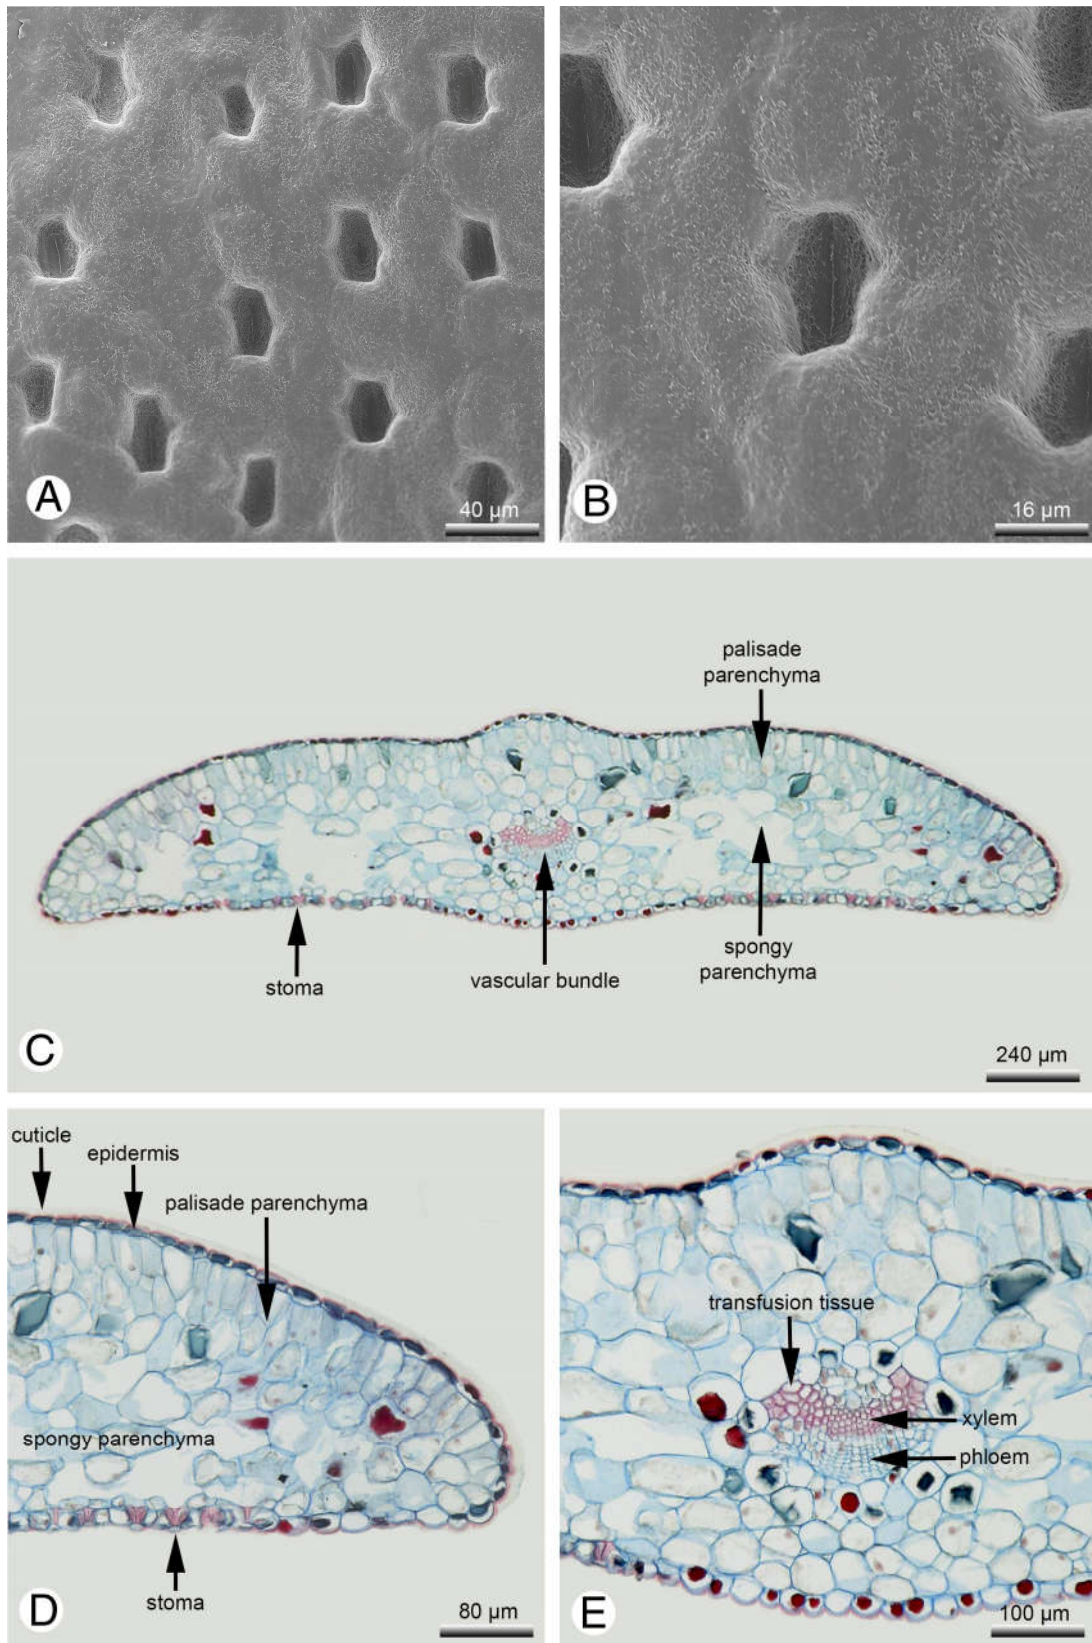 A
40 µm
B
16 µm
palisade
parenchyma
stoma
vascular bundle
spongy
parenchyma
C
240 µm
cuticle
epidermis
palisade parenchyma
spongy parenchyma
stoma
D
80 µm
transfusion tissue
xylem
phloem
E
100 µm